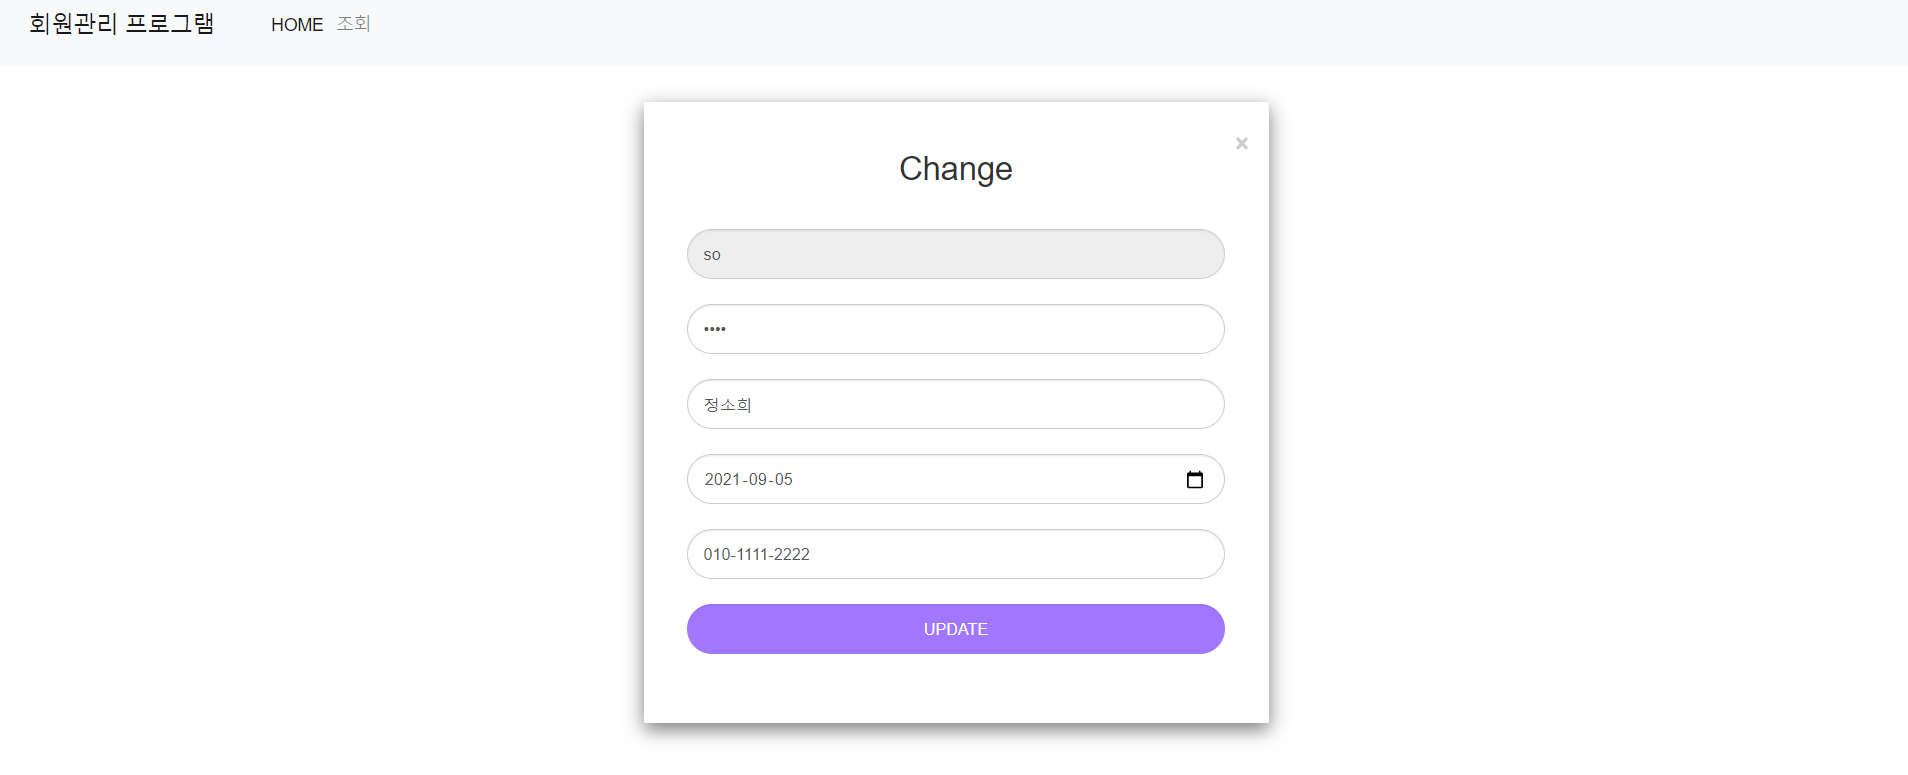 회원관리 프로그램 HOME 조회
×
Change
so
••••
정소희
2021-09-05
010-1111-2222
UPDATE